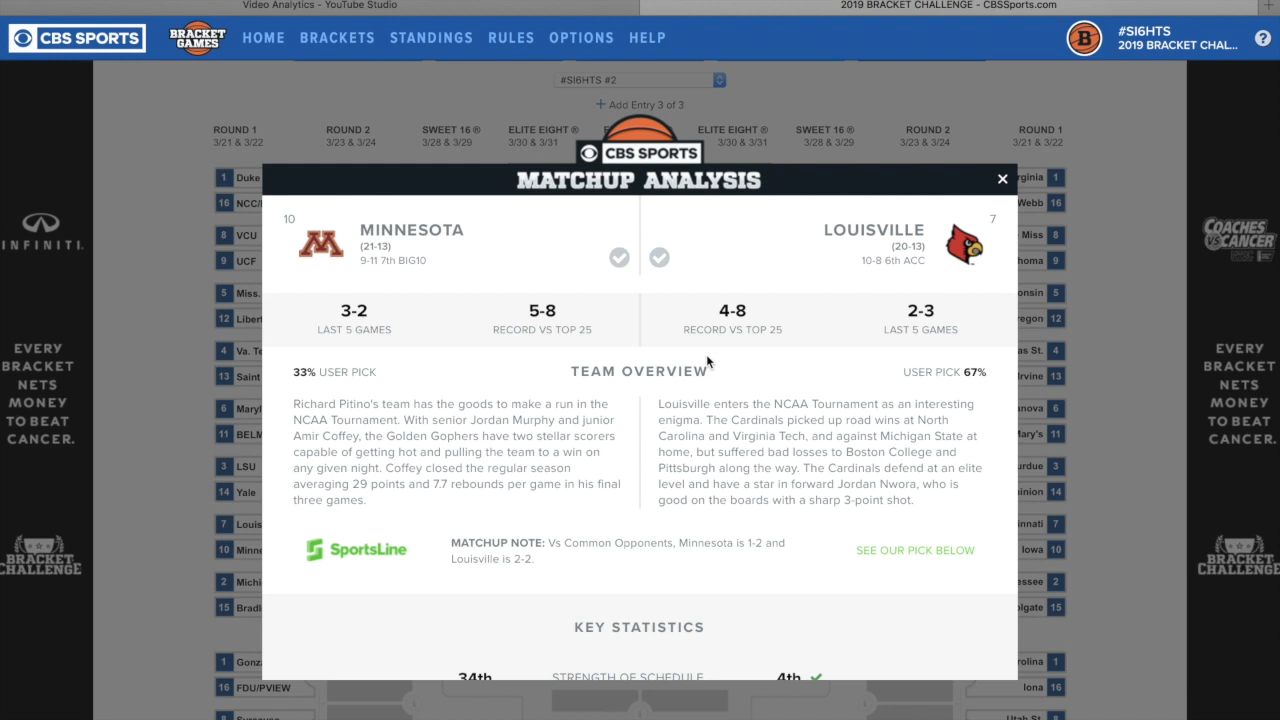 Video Analytics - YouTube Studio
2019 BRACKET CHALLENGE - CBSSports.com
CBS SPORTS
BRACKET GAMES
HOME BRACKETS STANDINGS RULES OPTIONS HELP
#SI6HTS
2019 BRACKET CHAL...
?
#SI6HTS #2
+ Add Entry 3 of 3
ROUND 1 ROUND 2 SWEET 16 ® ELITE EIGHT ® ELITE EIGHT ® SWEET 16 ® ROUND 2 ROUND 1
3/21 & 3/22 3/23 & 3/24 3/28 & 3/29 3/30 & 3/31 3/30 & 3/31 3/28 & 3/29 3/23 & 3/24 3/21 & 3/22
CBS SPORTS
MATCHUP ANALYSIS
×
10
MINNESOTA
(21-13)
9-11 7th BIG10
7
LOUISVILLE
(20-13)
10-8 6th ACC
3-2 5-8 4-8 2-3
LAST 5 GAMES RECORD VS TOP 25 RECORD VS TOP 25 LAST 5 GAMES
33% USER PICK TEAM OVERVIEW USER PICK 67%
Richard Pitino's team has the goods to make a run in the
NCAA Tournament. With senior Jordan Murphy and junior
Amir Coffey, the Golden Gophers have two stellar scorers
capable of getting hot and pulling the team to a win on
any given night. Coffey closed the regular season
averaging 29 points and 7.7 rebounds per game in his final
three games.
Louisville enters the NCAA Tournament as an interesting
enigma. The Cardinals picked up road wins at North
Carolina and Virginia Tech, and against Michigan State at
home, but suffered bad losses to Boston College and
Pittsburgh along the way. The Cardinals defend at an elite
level and have a star in forward Jordan Nwora, who is
good on the boards with a sharp 3-point shot.
SportsLine
MATCHUP NOTE: Vs Common Opponents, Minnesota is 1-2 and
Louisville is 2-2.
SEE OUR PICK BELOW
KEY STATISTICS
34th STRENGTH OF SCHEDULE 4th
1 Duke
16 NCC/
8 VCU
9 UCF
5 Miss.
12 Liber
4 Va. Te
13 Saint
6 Maryl
11 BELM
3 LSU
14 Yale
7 Louis
10 Minne
2 Michi
15 Bradl
1 Gonz
16 FDU/PVIEW
8 Syracuse
rginia 1
Webb 16
Miss 8
homa 9
onsin 5
regon 12
as St. 4
Irvine 13
anova 6
Mary's 11
urdue 3
inion 14
innati 7
Iowa 10
essee 2
olgate 15
rolina 1
Iona 16
Utah St.
INFINITI.
EVERY
BRACKET
NETS
MONEY
TO BEAT
CANCER.
BRACKET
CHALLENGE
COACHES
VS CANCER
EVERY
BRACKET
NETS
MONEY
TO BEAT
CANCER.
BRACKET
CHALLENGE